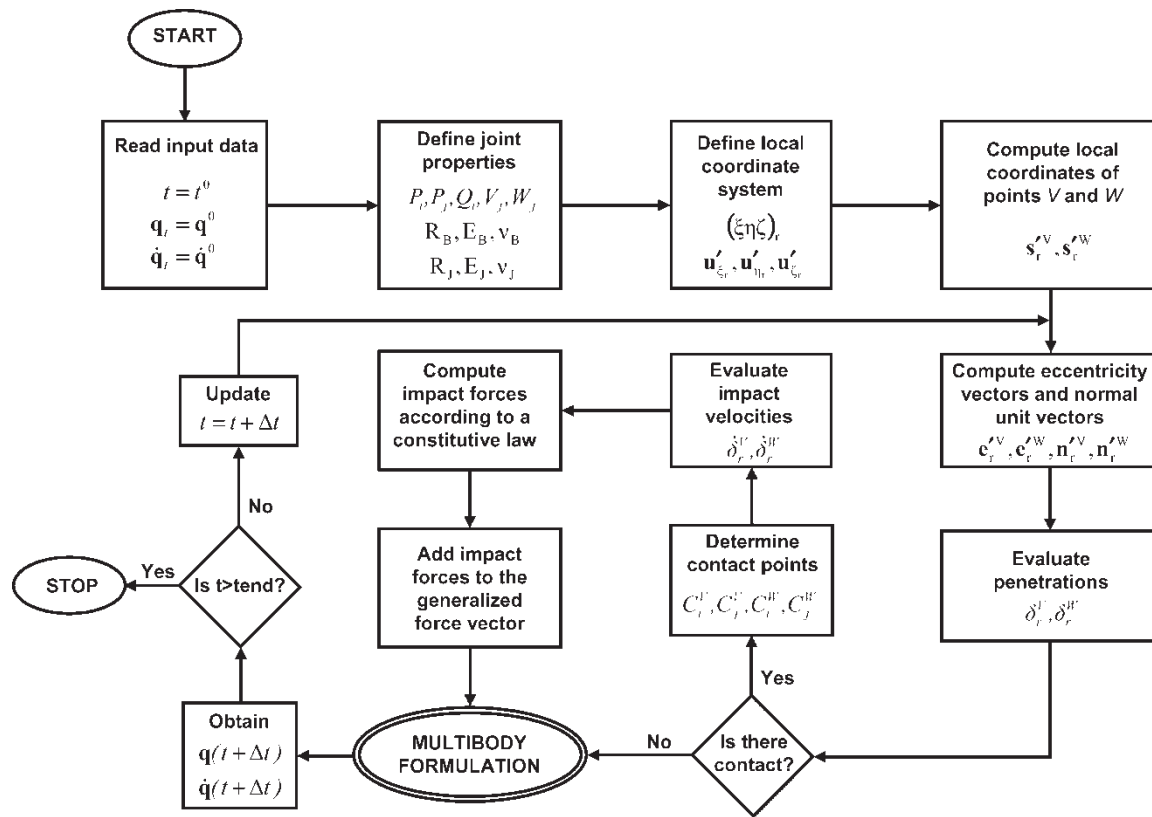 START
Read input data
t = t⁰
q_t = q⁰
q̇_t = q̇⁰
Define joint
properties
P_i, P_j, Q_i, V_j, W_j
R_B, E_B, ν_B
R_J, E_J, ν_J
Define local
coordinate
system
(ξηζ)_r
u′_ξr, u′_ηr, u′_ζr
Compute local
coordinates of
points V and W
s′_r^V, s′_r^W
Compute eccentricity
vectors and normal
unit vectors
e′_r^V, e′_r^W, n′_r^V, n′_r^W
Evaluate
penetrations
δ_r^V, δ_r^W
Is there
contact?
Yes
No
Determine
contact points
C_i^V, C_j^V, C_i^W, C_j^W
Evaluate
impact
velocities
δ̇_r^V, δ̇_r^W
Compute
impact forces
according to a
constitutive law
Add impact
forces to the
generalized
force vector
MULTIBODY
FORMULATION
Obtain
q(t + Δt)
q̇(t + Δt)
Is t>tend?
Yes
No
STOP
Update
t = t + Δt